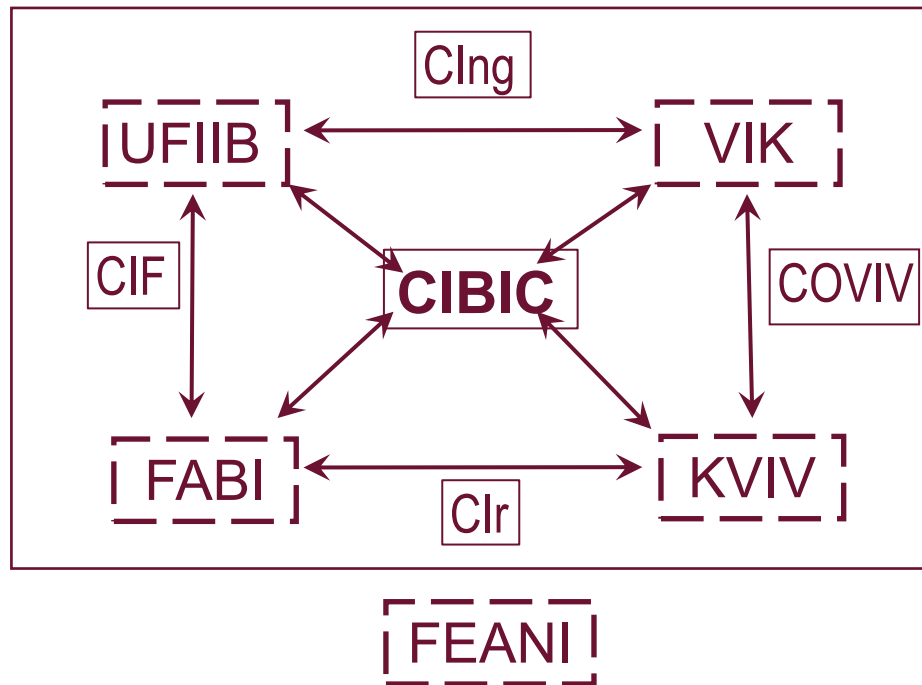 CIng
UFIIB
VIK
CIF
CIBIC
COVIV
FABI
KVIV
CIr
FEANI